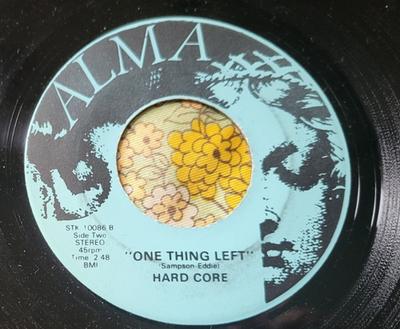 ALMA
STK 10086 B
Side Two
STEREO
45rpm
Time 2:48
BMI
"ONE THING LEFT"
(Sampson-Eddie)
HARD CORE